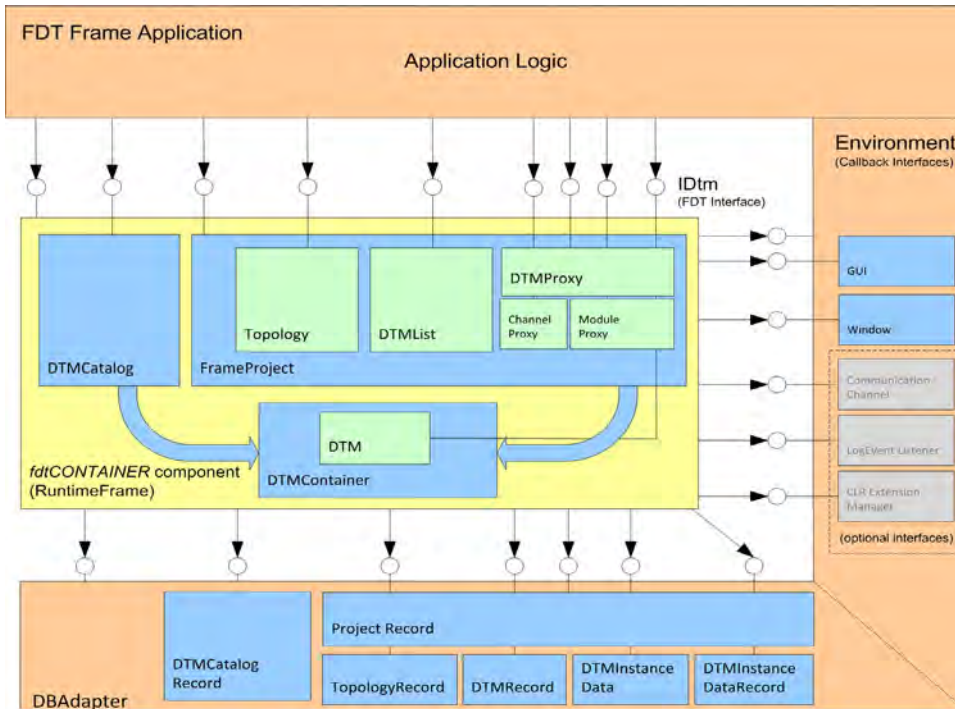 FDT Frame Application
Application Logic
Environment
(Callback Interfaces)
IDtm
(FDT Interface)
DTMProxy
GUI
Topology
DTMList
Channel
Proxy
Module
Proxy
Window
DTMCatalog
FrameProject
Communication
Channel
DTM
LogEvent Listener
fdtCONTAINER component
(RuntimeFrame)
DTMContainer
CLR Extension
Manager
(optional interfaces)
Project Record
DTMCatalog
Record
TopologyRecord
DTMRecord
DTMInstance
Data
DTMInstance
DataRecord
DBAdapter